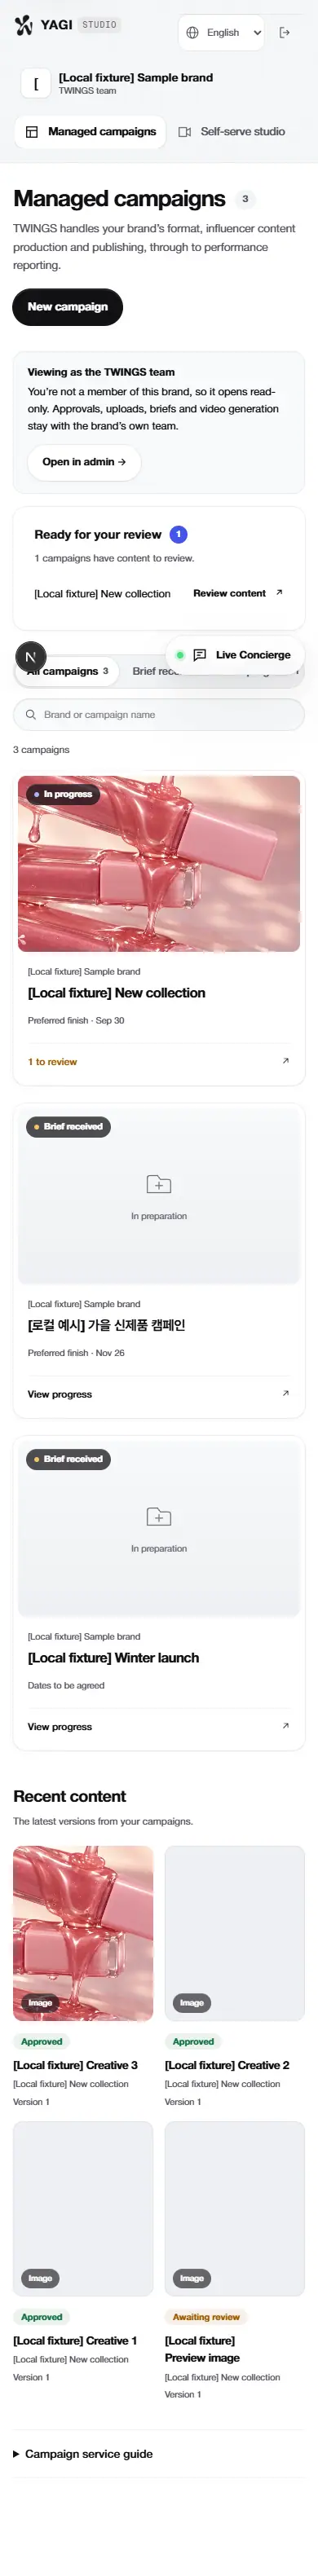 YAGI STUDIO
English
[
[Local fixture] Sample brand
TWINGS team
Managed campaigns
Self-serve studio
Managed campaigns 3
TWINGS handles your brand's format, influencer content
production and publishing, through to performance
reporting.
New campaign
Viewing as the TWINGS team
You're not a member of this brand, so it opens read-
only. Approvals, uploads, briefs and video generation
stay with the brand's own team.
Open in admin →
Ready for your review 1
1 campaigns have content to review.
[Local fixture] New collection
Review content ↗
N
Live Concierge
All campaigns 3
Brief
Brand or campaign name
3 campaigns
In progress
[Local fixture] Sample brand
[Local fixture] New collection
Preferred finish · Sep 30
1 to review ↗
Brief received
In preparation
[Local fixture] Sample brand
[로컬 예시] 가을 신제품 캠페인
Preferred finish · Nov 26
View progress ↗
Brief received
In preparation
[Local fixture] Sample brand
[Local fixture] Winter launch
Dates to be agreed
View progress ↗
Recent content
The latest versions from your campaigns.
Image
Approved
[Local fixture] Creative 3
[Local fixture] New collection
Version 1
Image
Approved
[Local fixture] Creative 2
[Local fixture] New collection
Version 1
Image
Approved
[Local fixture] Creative 1
[Local fixture] New collection
Version 1
Image
Awaiting review
[Local fixture]
Preview image
[Local fixture] New collection
Version 1
Campaign service guide